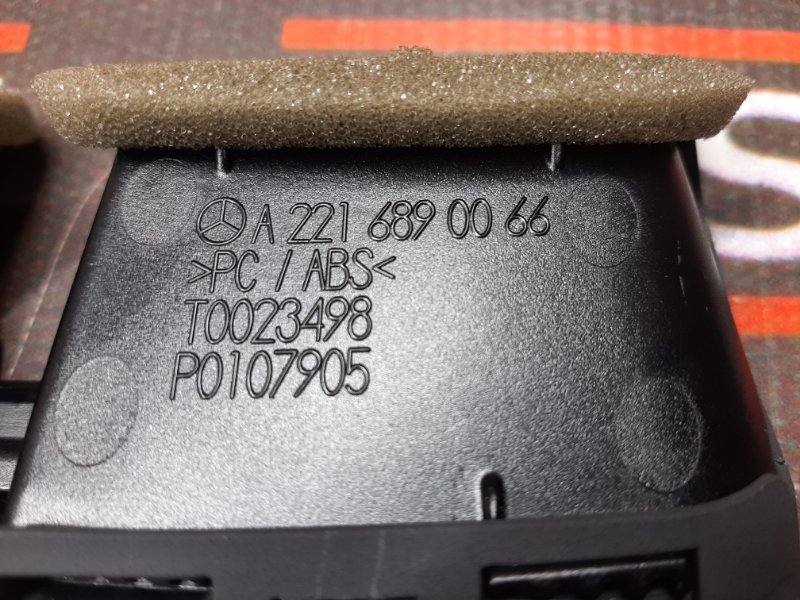 A 221 689 00 66
>PC / ABS<
T0023498
P0107905
S